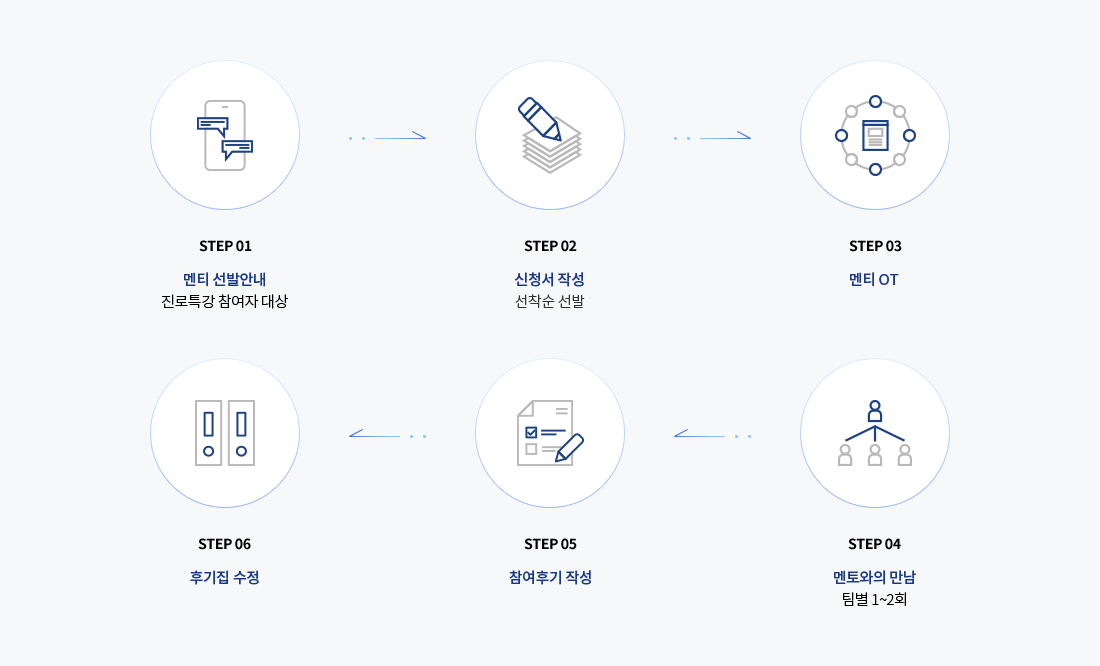 STEP 01
멘티 선발안내
진로특강 참여자 대상
STEP 02
신청서 작성
선착순 선발
STEP 03
멘티 OT
STEP 04
멘토와의 만남
팀별 1~2회
STEP 05
참여후기 작성
STEP 06
후기집 수정